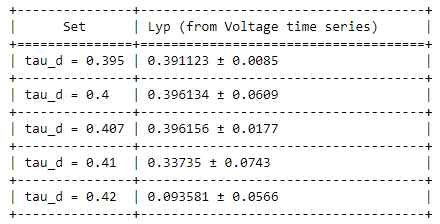 Set | Lyp (from Voltage time series)
tau_d = 0.395 | 0.391123 ± 0.0085
tau_d = 0.4 | 0.396134 ± 0.0609
tau_d = 0.407 | 0.396156 ± 0.0177
tau_d = 0.41 | 0.33735 ± 0.0743
tau_d = 0.42 | 0.093581 ± 0.0566